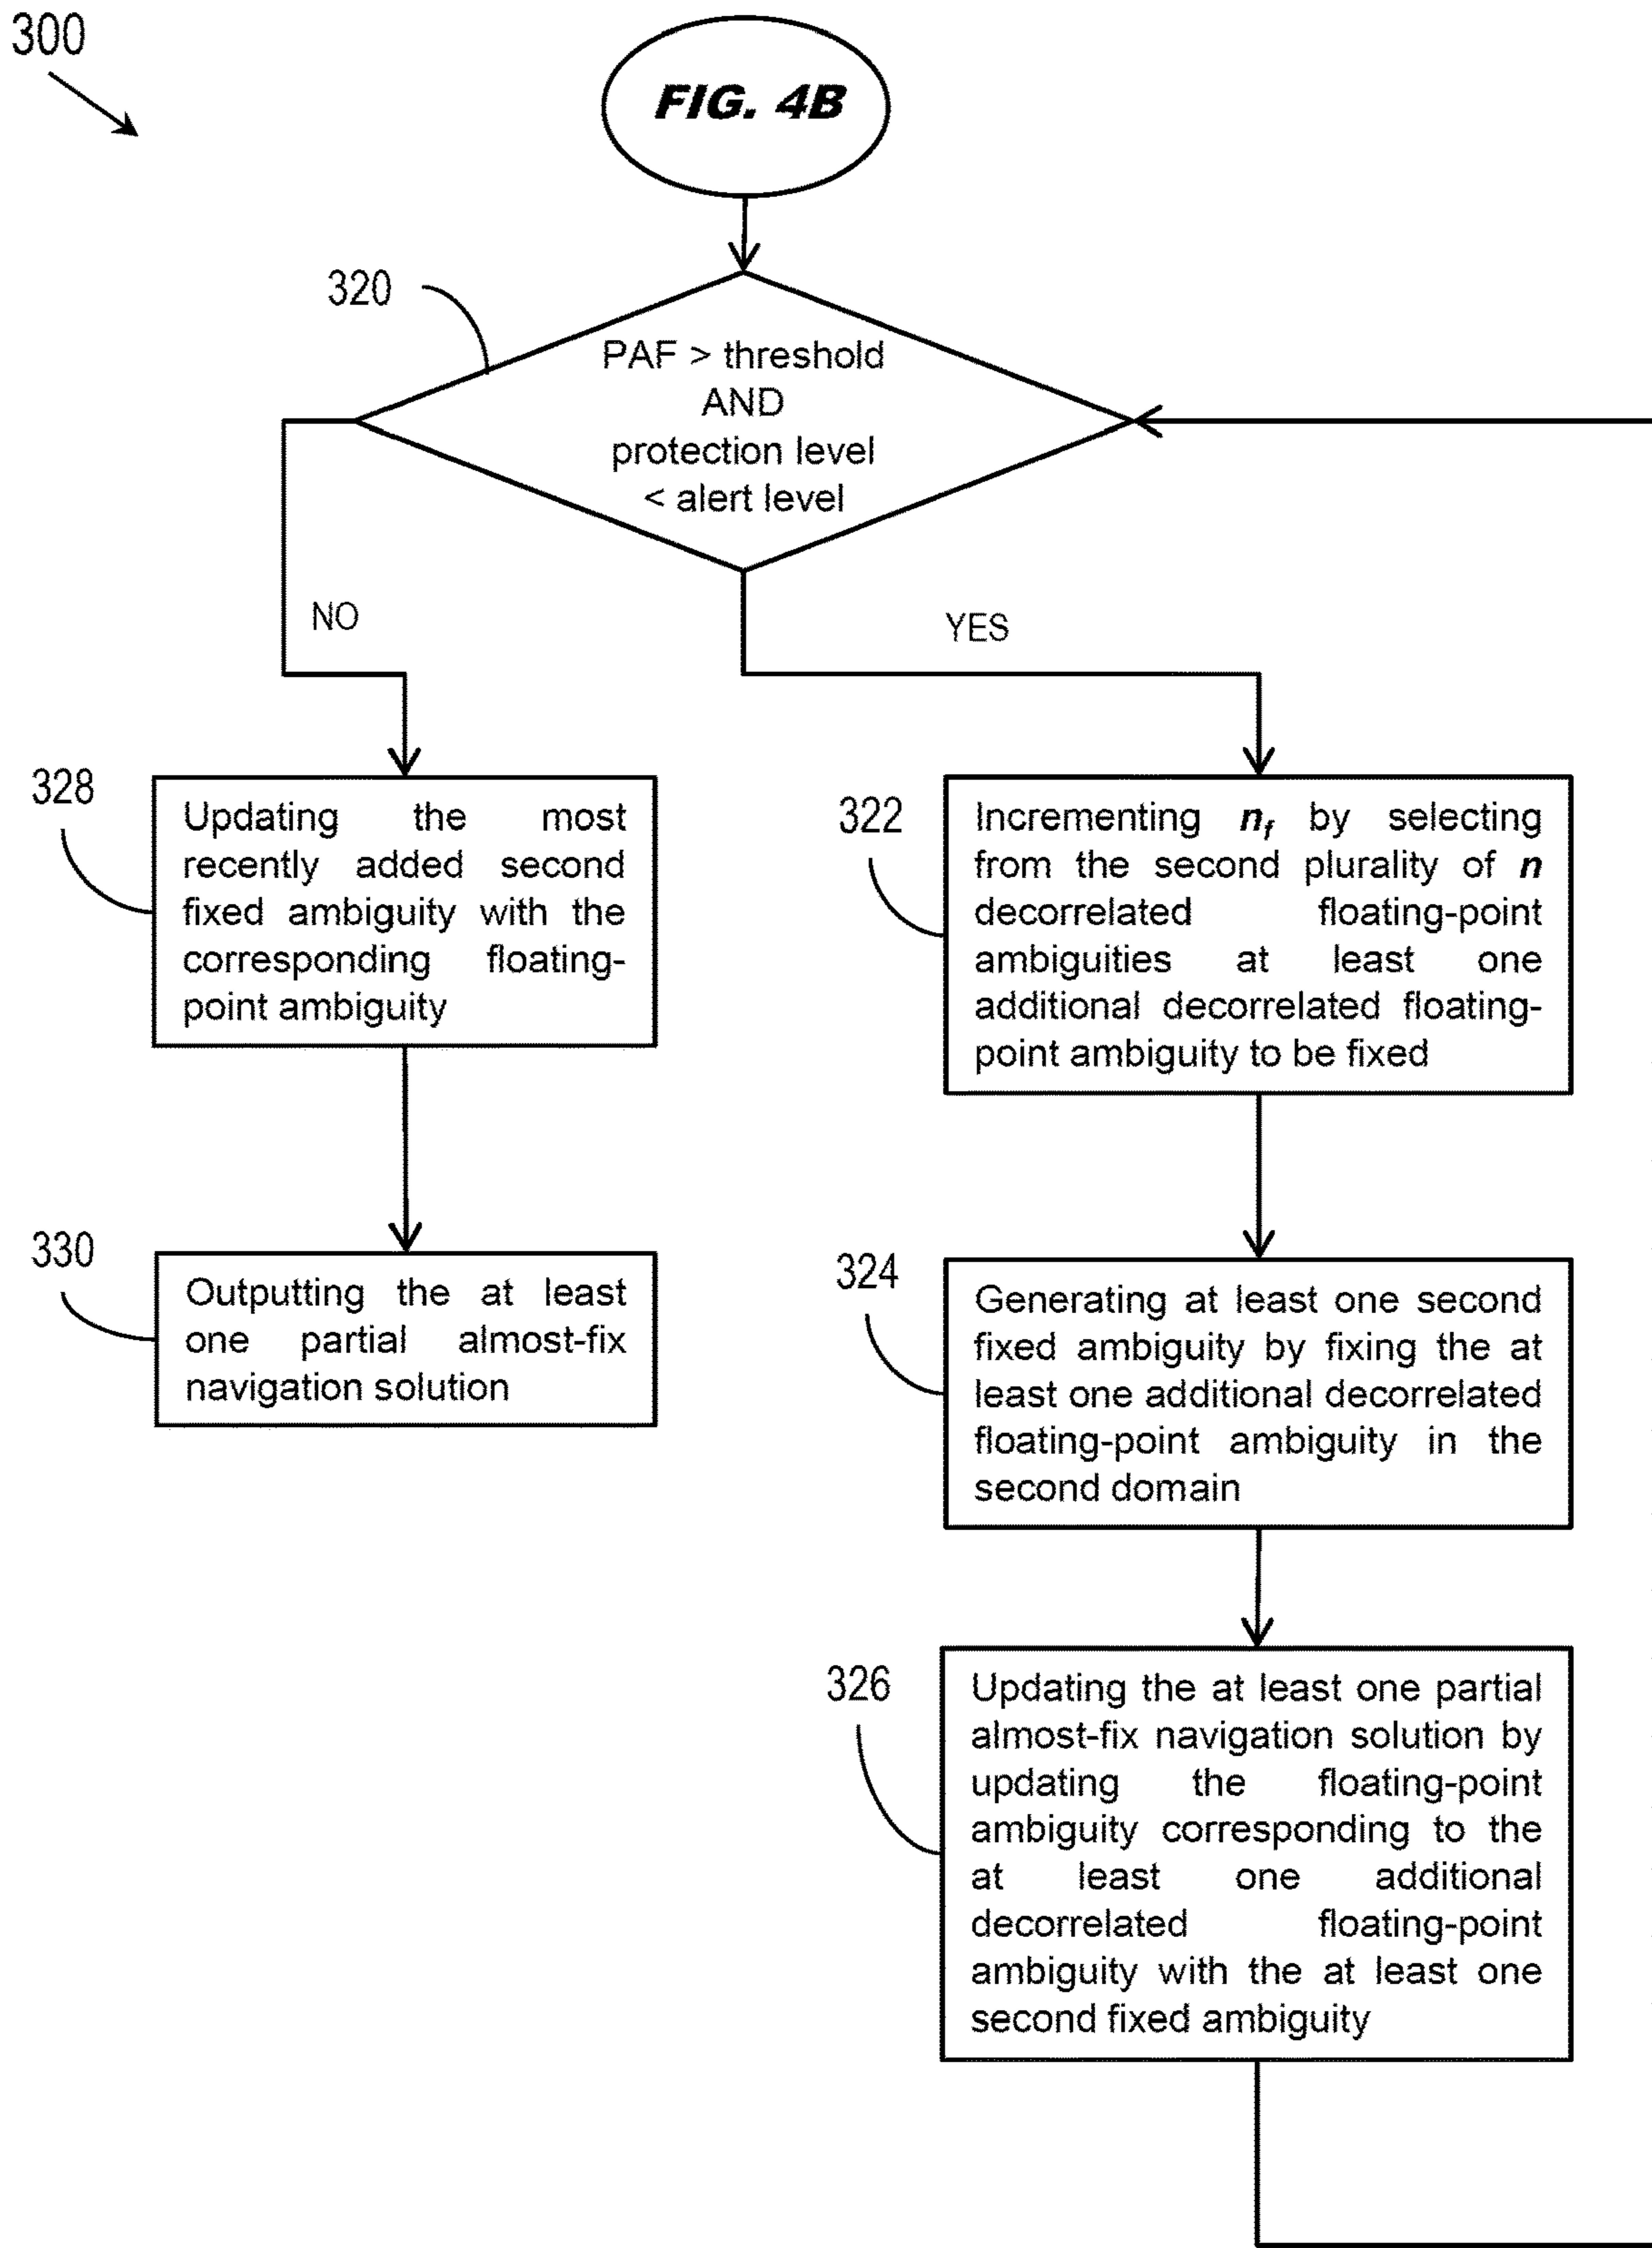 300
FIG. 4B
320
PAF > threshold
AND
protection level
< alert level
NO
YES
328
Updating the most
recently added second
fixed ambiguity with the
corresponding floating-
point ambiguity
322
Incrementing nf by selecting
from the second plurality of n
decorrelated floating-point
ambiguities at least one
additional decorrelated floating-
point ambiguity to be fixed
330
Outputting the at least
one partial almost-fix
navigation solution
324
Generating at least one second
fixed ambiguity by fixing the at
least one additional decorrelated
floating-point ambiguity in the
second domain
326
Updating the at least one partial
almost-fix navigation solution by
updating the floating-point
ambiguity corresponding to the
at least one additional
decorrelated floating-point
ambiguity with the at least one
second fixed ambiguity